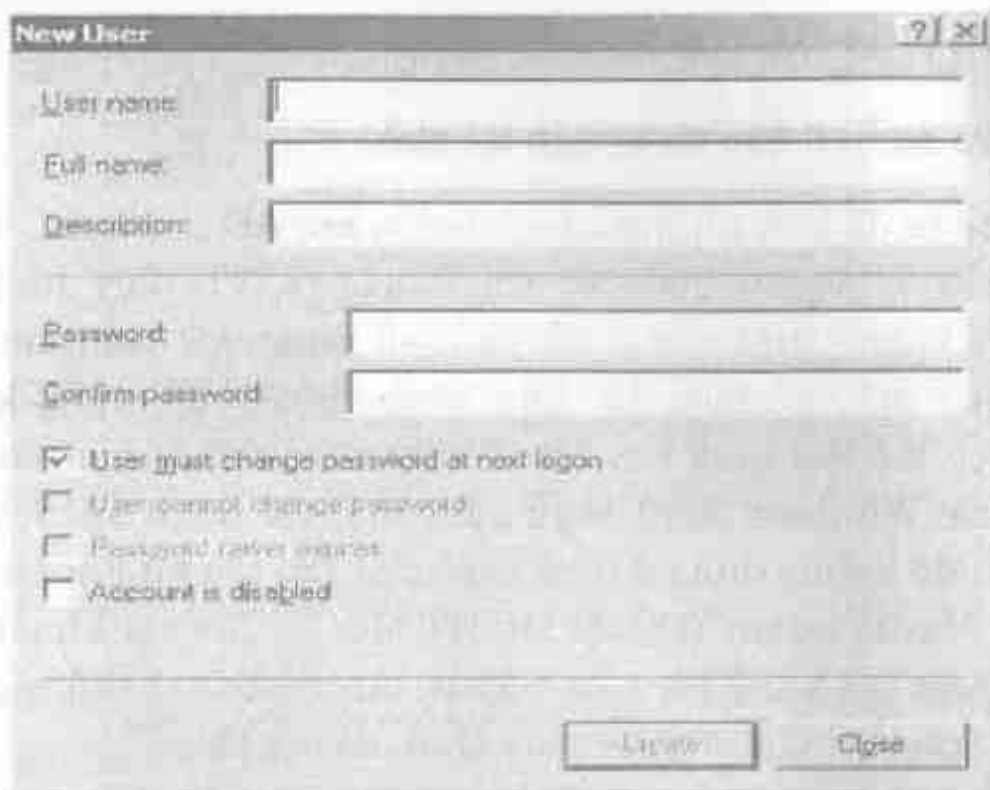 New User
User name:
Full name:
Description:
Password:
Confirm password:
User must change password at next logon
User cannot change password
Password never expires
Account is disabled
Create Close